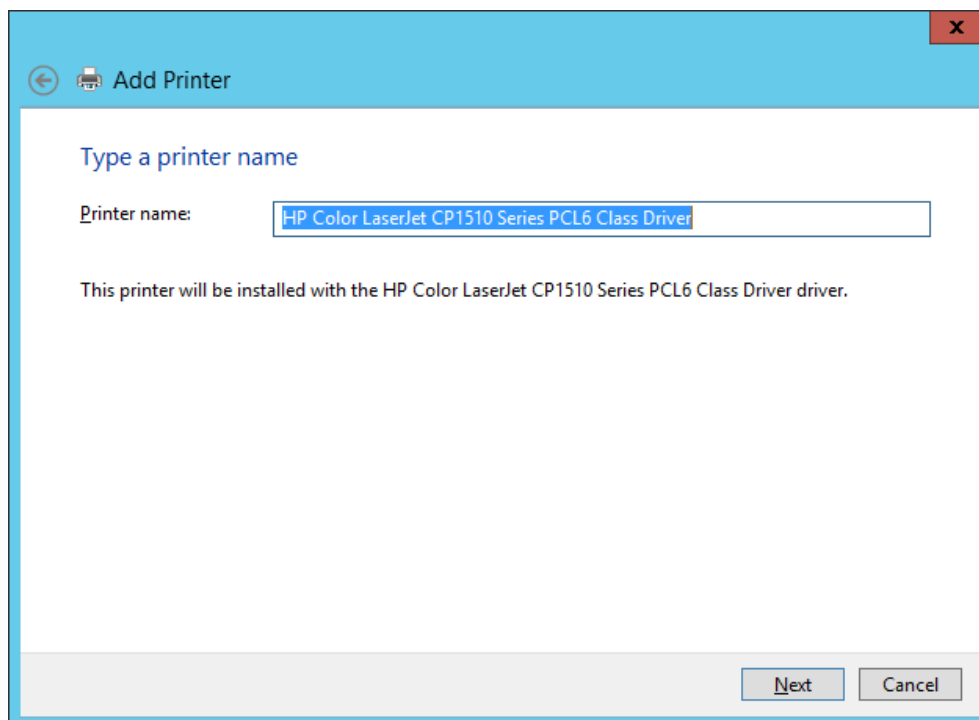 x
Add Printer
Type a printer name
Printer name: HP Color LaserJet CP1510 Series PCL6 Class Driver
This printer will be installed with the HP Color LaserJet CP1510 Series PCL6 Class Driver driver.
Next Cancel